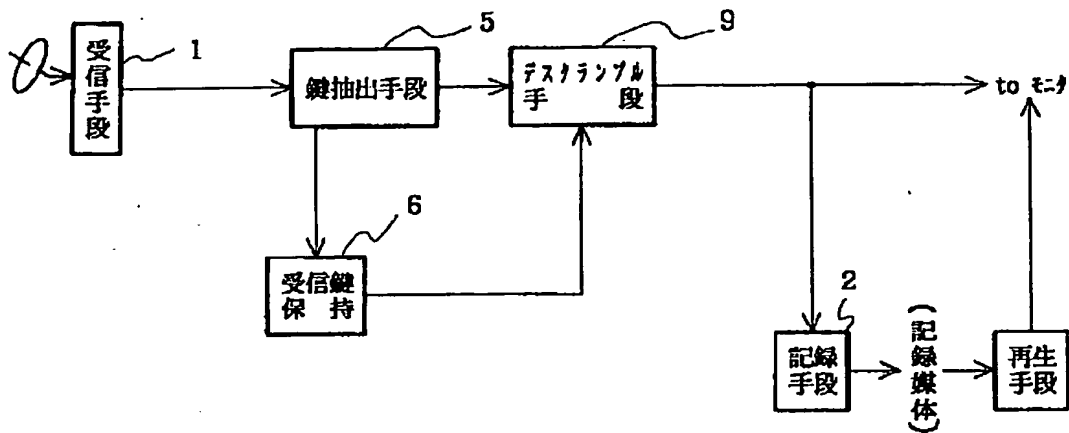 受信手段
1
鍵抽出手段
5
デスクランブル
手段
9
to モニタ
受信鍵
保持
6
記録
手段
2
(記録媒体)
再生
手段